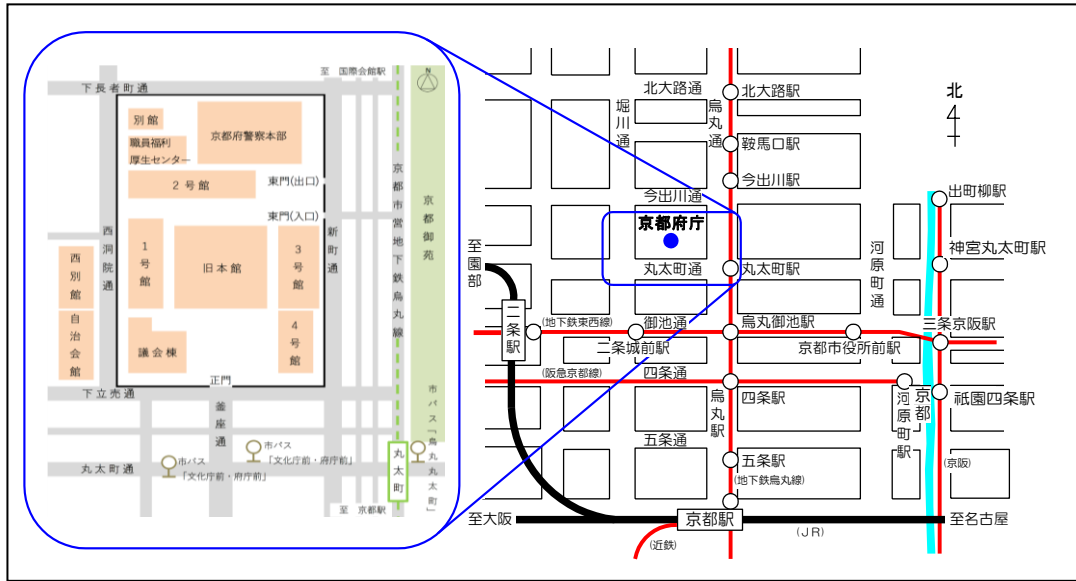 至 国際会館駅
N
下長者町通
別館
職員福利
厚生センター
京都府警察本部
2号館
東門(出口)
東門(入口)
西洞院通
新町通
京都市営地下鉄烏丸線
京都御苑
西別館
自治会館
1号館
旧本館
3号館
4号館
議会棟
正門
下立売通
釜座通
市バス
「文化庁前・府庁前」
市バス
「文化庁前・府庁前」
丸太町通
丸太町
市バス「烏丸丸太町」
至 京都駅
北
北大路通
北大路駅
堀川通
烏丸通
鞍馬口駅
今出川駅
今出川通
出町柳駅
京都府庁
至園部
河原町通
神宮丸太町駅
丸太町通
丸太町駅
二条駅
(地下鉄東西線)
御池通
烏丸御池駅
三条京阪駅
二条城前駅
京都市役所前駅
(阪急京都線)
四条通
四条駅
烏丸駅
京都
河原町駅
祇園四条駅
五条通
五条駅
(地下鉄烏丸線)
(京阪)
至大阪
京都駅
至名古屋
(JR)
(近鉄)